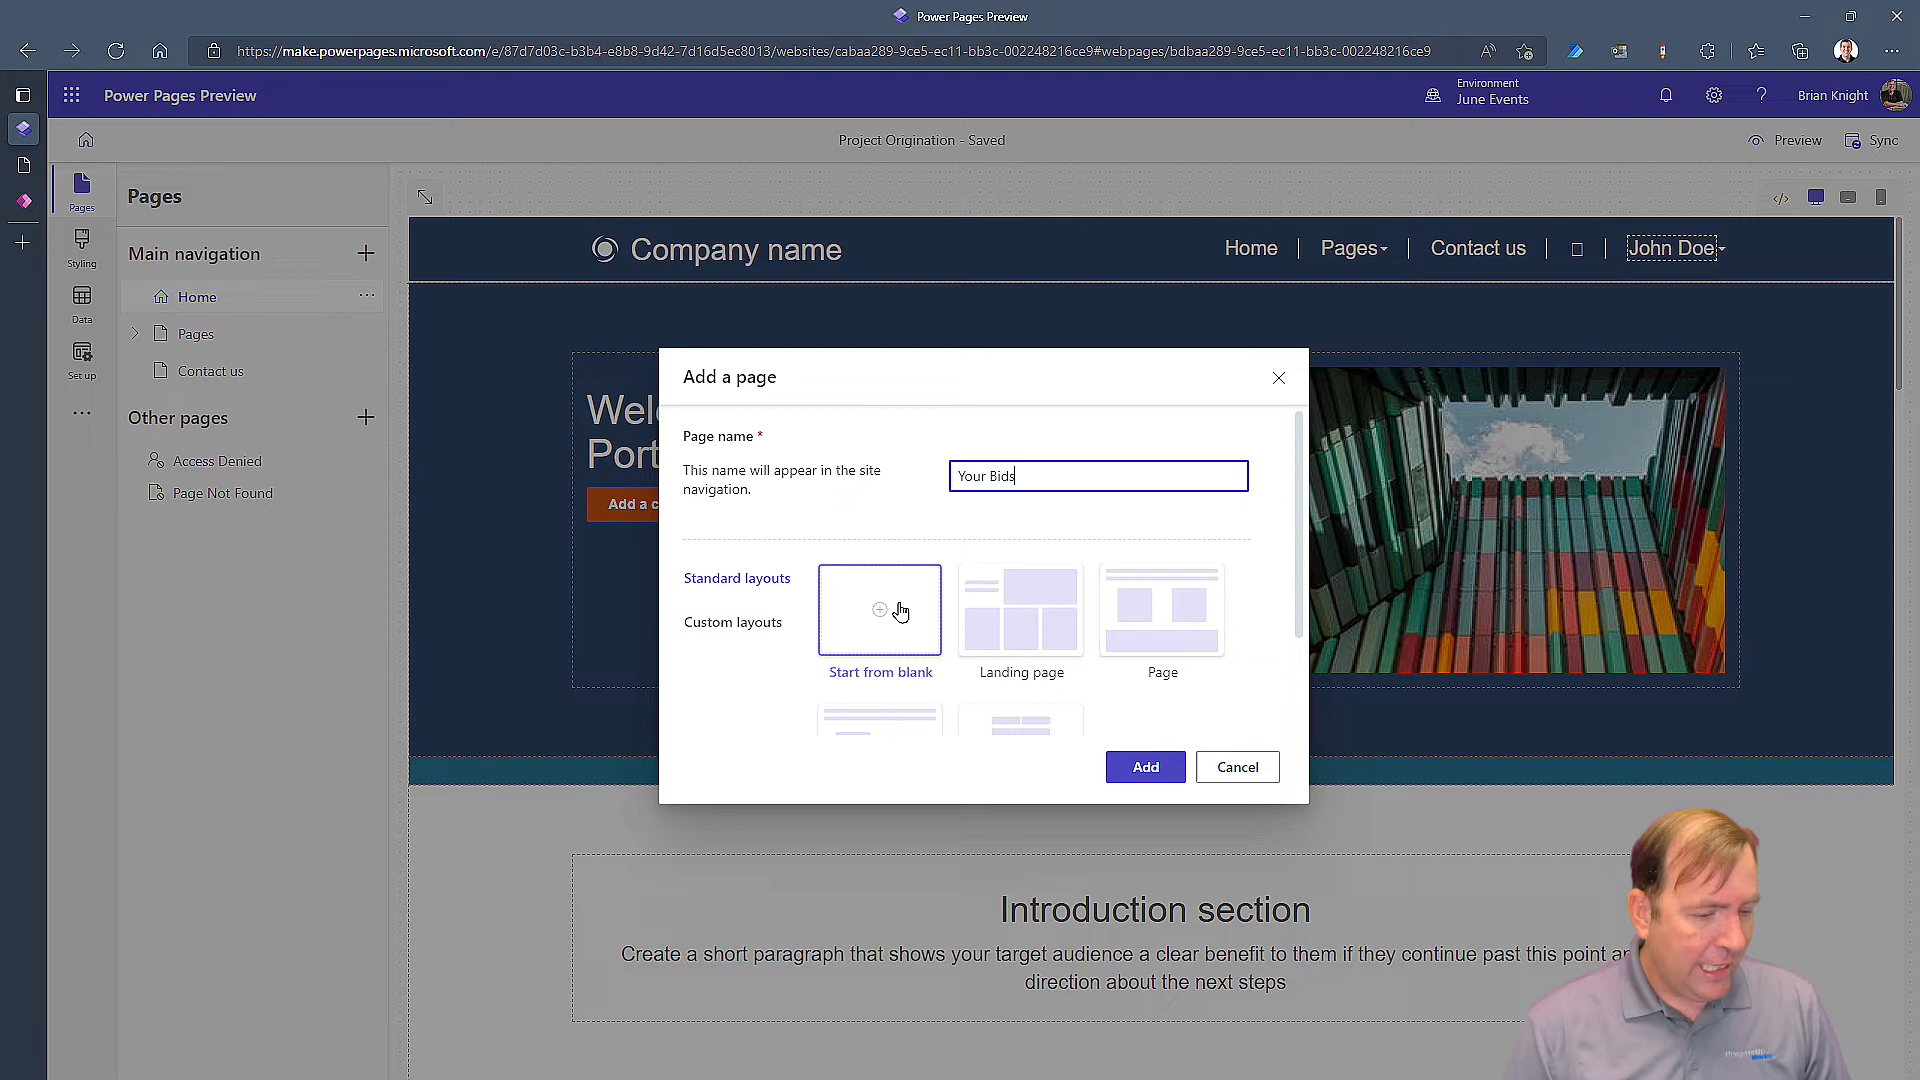 Power Pages Preview
https://make.powerpages.microsoft.com/e/87d7d03c-b3b4-e8b8-9d42-7d16d5ec8013/websites/cabaa289-9ce5-ec11-bb3c-002248216ce9#webpages/bdbaa289-9ce5-ec11-bb3c-002248216ce9
Power Pages Preview
Environment
June Events
Brian Knight
Project Origination - Saved
Preview
Sync
Pages
Styling
Data
Set up
Pages
Main navigation
Home
Pages
Contact us
Other pages
Access Denied
Page Not Found
Company name
Home
Pages
Contact us
John Doe
Wel
Port
Add a c
Add a page
Page name *
This name will appear in the site
navigation.
Your Bids
Standard layouts
Custom layouts
Start from blank
Landing page
Page
Add
Cancel
Introduction section
Create a short paragraph that shows your target audience a clear benefit to them if they continue past this point
direction about the next steps
Pragmatic
Works